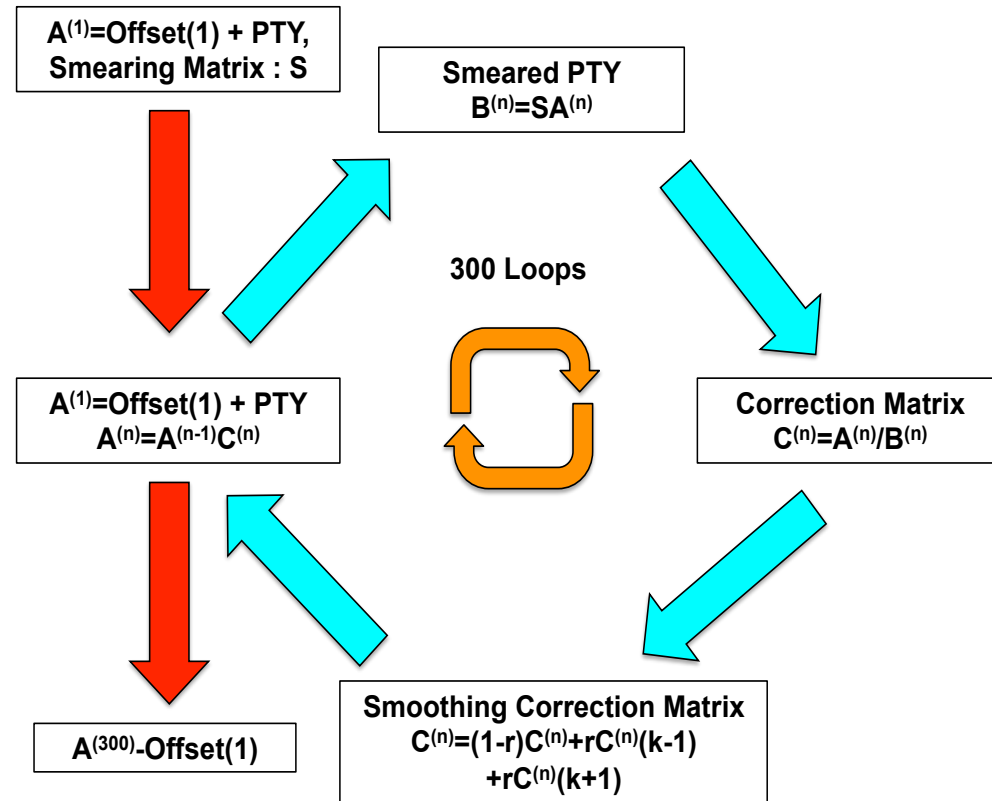 A⁽¹⁾=Offset(1) + PTY,
Smearing Matrix : S
Smeared PTY
B⁽ⁿ⁾=SA⁽ⁿ⁾
300 Loops
A⁽¹⁾=Offset(1) + PTY
A⁽ⁿ⁾=A⁽ⁿ⁻¹⁾C⁽ⁿ⁾
Correction Matrix
C⁽ⁿ⁾=A⁽ⁿ⁾/B⁽ⁿ⁾
Smoothing Correction Matrix
C⁽ⁿ⁾=(1-r)C⁽ⁿ⁾+rC⁽ⁿ⁾(k-1)
+rC⁽ⁿ⁾(k+1)
A⁽³⁰⁰⁾-Offset(1)